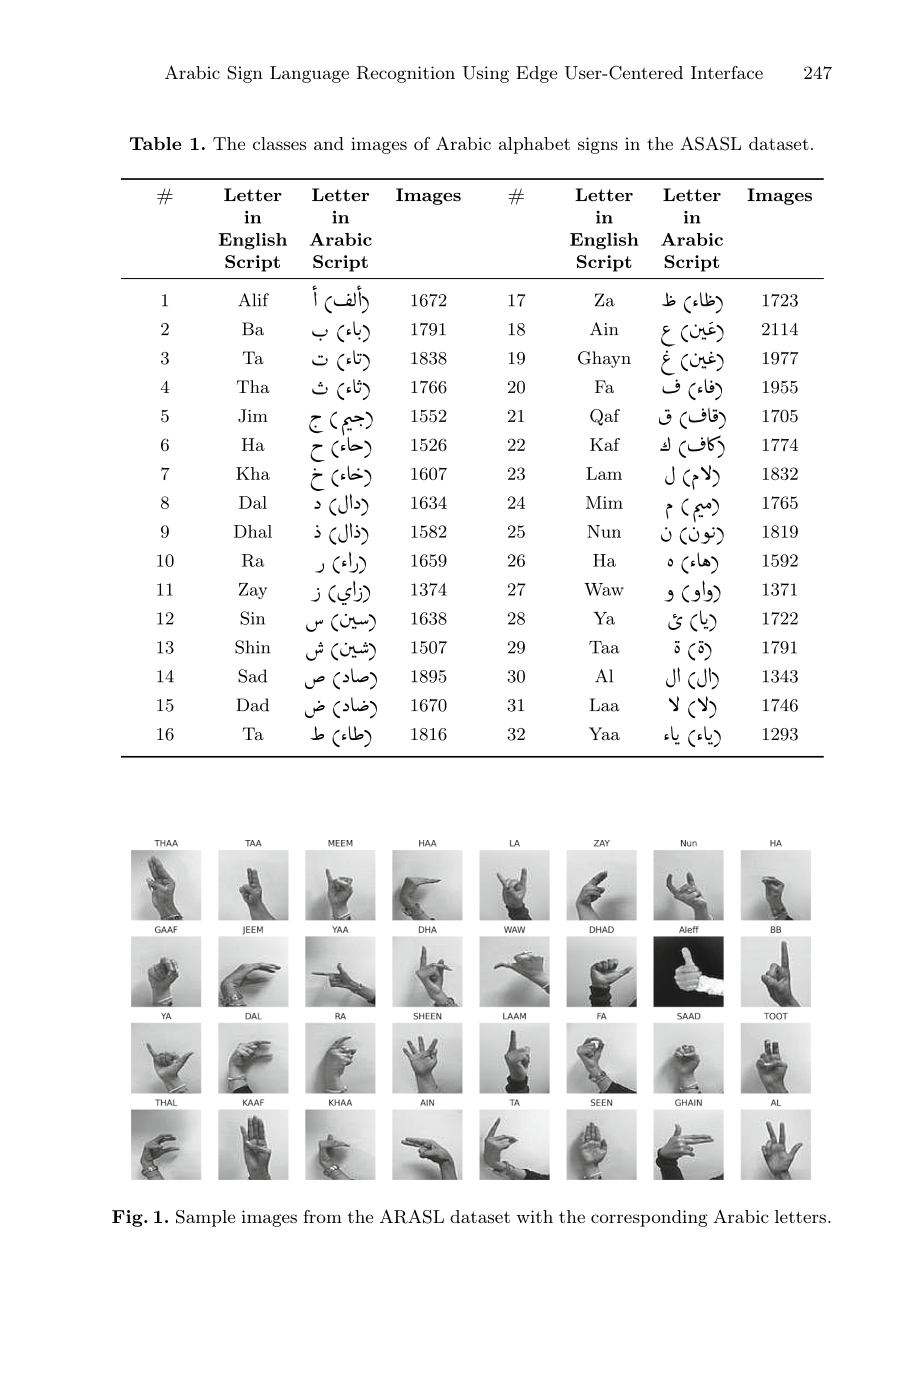 Arabic Sign Language Recognition Using Edge User-Centered Interface 247
Table 1. The classes and images of Arabic alphabet signs in the ASASL dataset.
# Letter in English Script Letter in Arabic Script Images # Letter in English Script Letter in Arabic Script Images
1 Alif أ (ألف) 1672 17 Za ظ (ظاء) 1723
2 Ba ب (باء) 1791 18 Ain ع (عَين) 2114
3 Ta ت (تاء) 1838 19 Ghayn غ (غين) 1977
4 Tha ث (ثاء) 1766 20 Fa ف (فاء) 1955
5 Jim ج (جيم) 1552 21 Qaf ق (قاف) 1705
6 Ha ح (حاء) 1526 22 Kaf ك (كاف) 1774
7 Kha خ (خاء) 1607 23 Lam ل (لام) 1832
8 Dal د (دال) 1634 24 Mim م (ميم) 1765
9 Dhal ذ (ذال) 1582 25 Nun ن (نون) 1819
10 Ra ر (راء) 1659 26 Ha ه (هاء) 1592
11 Zay ز (زاي) 1374 27 Waw و (واو) 1371
12 Sin س (سين) 1638 28 Ya ئ (يا) 1722
13 Shin ش (شين) 1507 29 Taa ة (ة) 1791
14 Sad ص (صاد) 1895 30 Al ال (ال) 1343
15 Dad ض (ضاد) 1670 31 Laa لا (لا) 1746
16 Ta ط (طاء) 1816 32 Yaa ياء (ياء) 1293
THAA TAA MEEM HAA LA ZAY Nun HA
GAAF JEEM YAA DHA WAW DHAD Aleff BB
YA DAL RA SHEEN LAAM FA SAAD TOOT
THAL KAAF KHAA AIN TA SEEN GHAIN AL
Fig. 1. Sample images from the ARASL dataset with the corresponding Arabic letters.